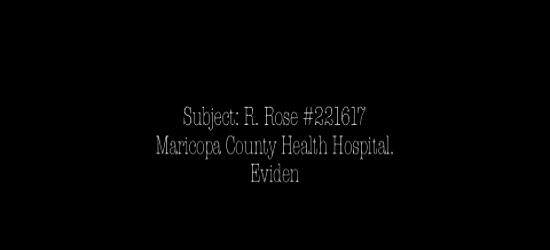 Subject: R. Rose #221617
Maricopa County Health Hospital.
Eviden